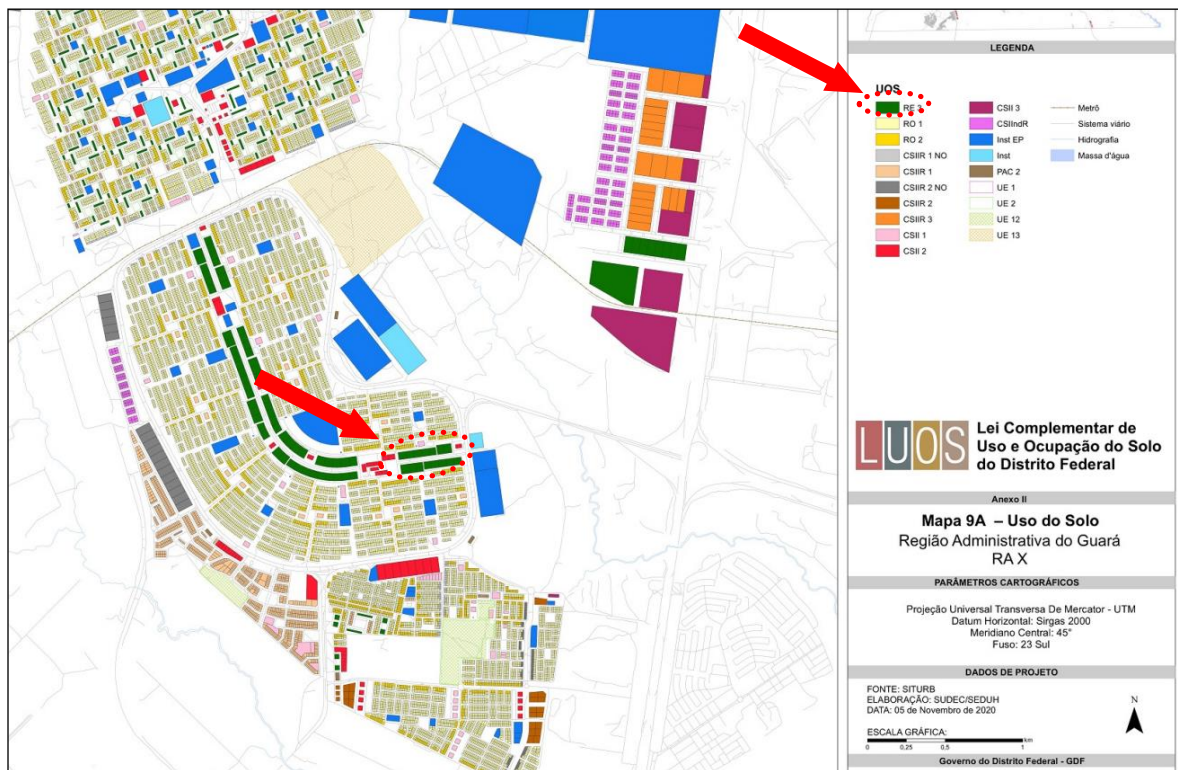 LEGENDA
UOS
RE 3
RO 1
RO 2
CSIIR 1 NO
CSIIR 1
CSIIR 2 NO
CSIIR 2
CSIIR 3
CSII 1
CSII 2
CSII 3
CSIIndR
Inst EP
Inst
PAC 2
UE 1
UE 2
UE 12
UE 13
Metrô
Sistema viário
Hidrografia
Massa d'água
LUOS
Lei Complementar de
Uso e Ocupação do Solo
do Distrito Federal
Anexo II
Mapa 9A – Uso do Solo
Região Administrativa do Guará
RA X
PARÂMETROS CARTOGRÁFICOS
Projeção Universal Transversa De Mercator - UTM
Datum Horizontal: Sirgas 2000
Meridiano Central: 45°
Fuso: 23 Sul
DADOS DE PROJETO
FONTE: SITURB
ELABORAÇÃO: SUDEC/SEDUH
DATA: 05 de Novembro de 2020
N
ESCALA GRÁFICA:
km
0 0,25 0,5 1
Governo do Distrito Federal - GDF